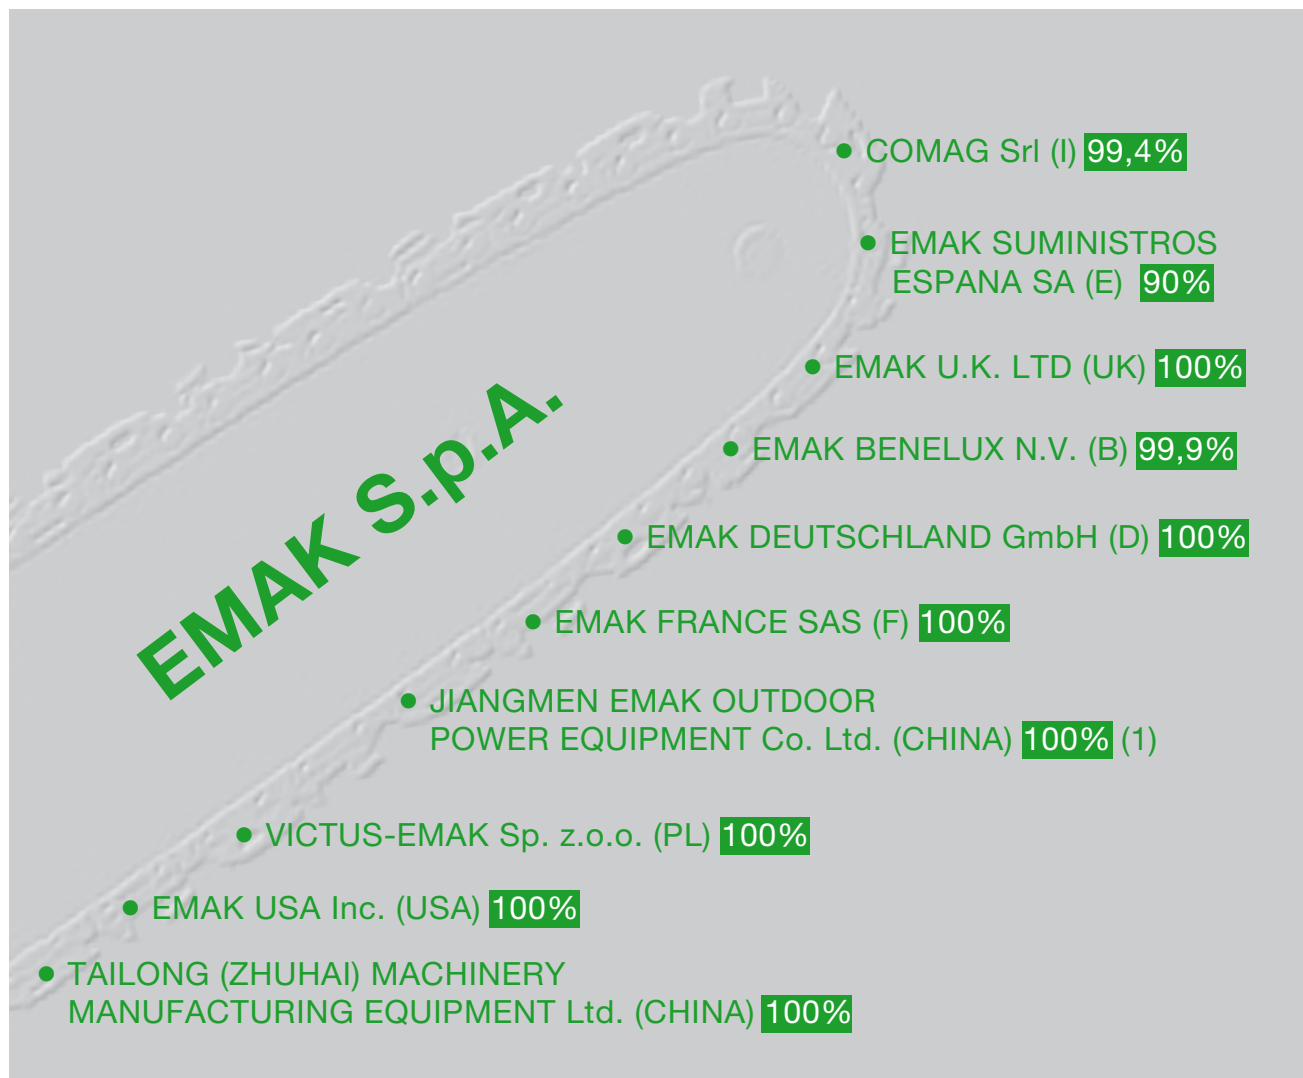 COMAG Srl (I) 99,4%
EMAK SUMINISTROS
ESPANA SA (E) 90%
EMAK U.K. LTD (UK) 100%
EMAK BENELUX N.V. (B) 99,9%
EMAK S.p.A.
EMAK DEUTSCHLAND GmbH (D) 100%
EMAK FRANCE SAS (F) 100%
JIANGMEN EMAK OUTDOOR
POWER EQUIPMENT Co. Ltd. (CHINA) 100% (1)
VICTUS-EMAK Sp. z.o.o. (PL) 100%
EMAK USA Inc. (USA) 100%
TAILONG (ZHUHAI) MACHINERY
MANUFACTURING EQUIPMENT Ltd. (CHINA) 100%